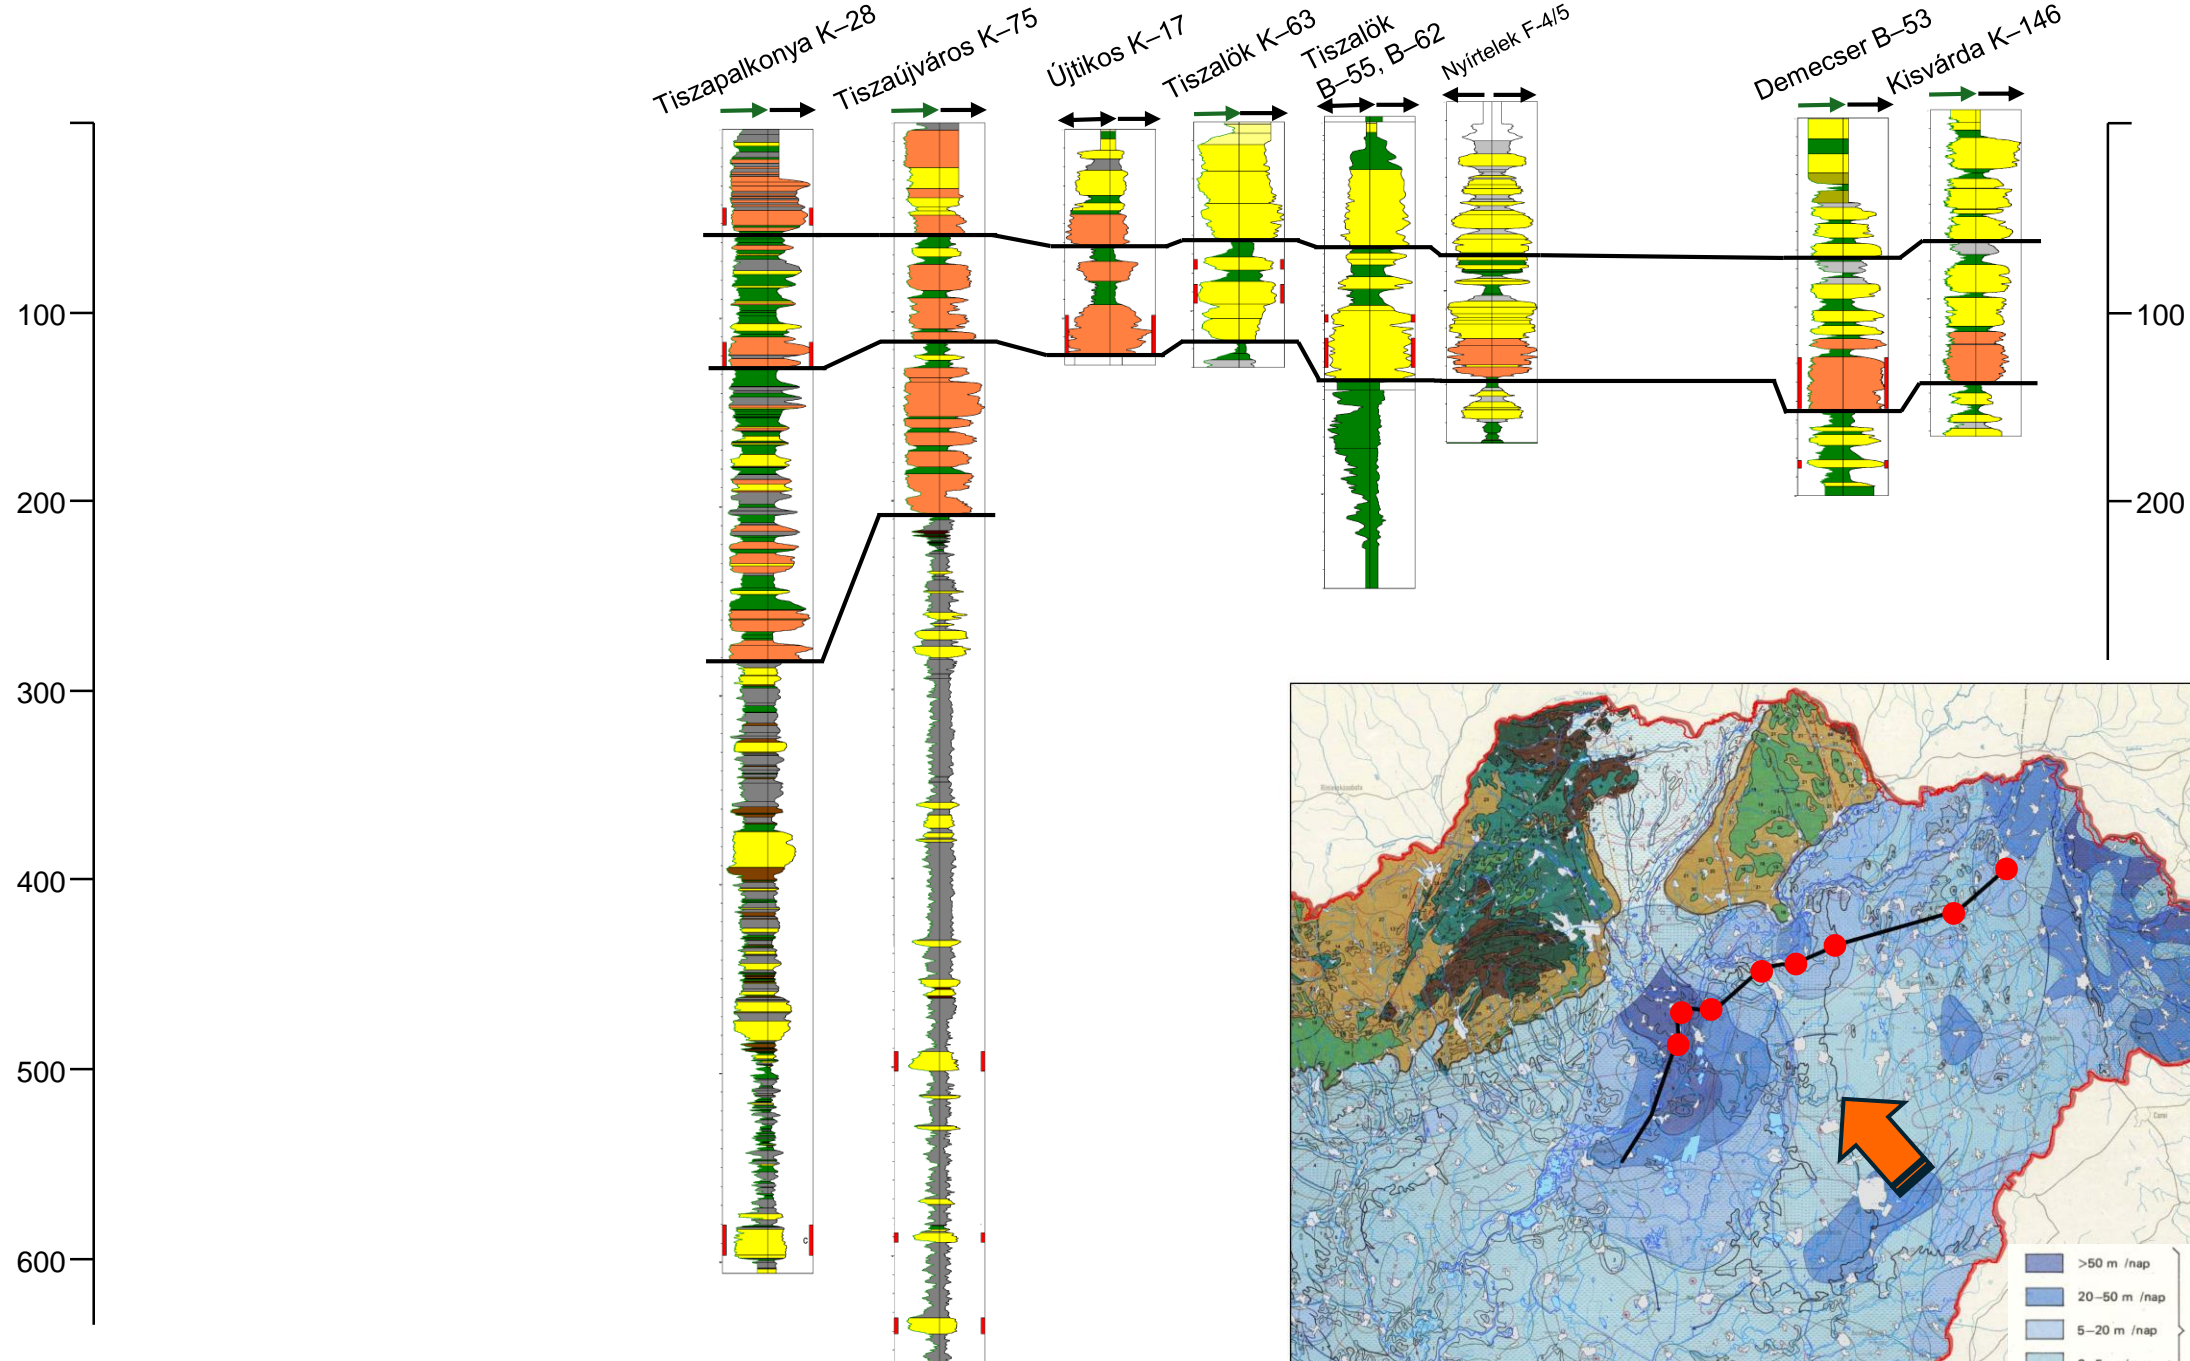 Tiszapalkonya K–28
Tiszaújváros K–75
Újtikos K–17
Tiszalök K–63
Tiszalök
B–55, B–62
Nyírtelek F-4/5
Demecser B–53
Kisvárda K–146
100
200
300
400
500
600
100
200
c
>50 m /nap
20–50 m /nap
5–20 m /nap